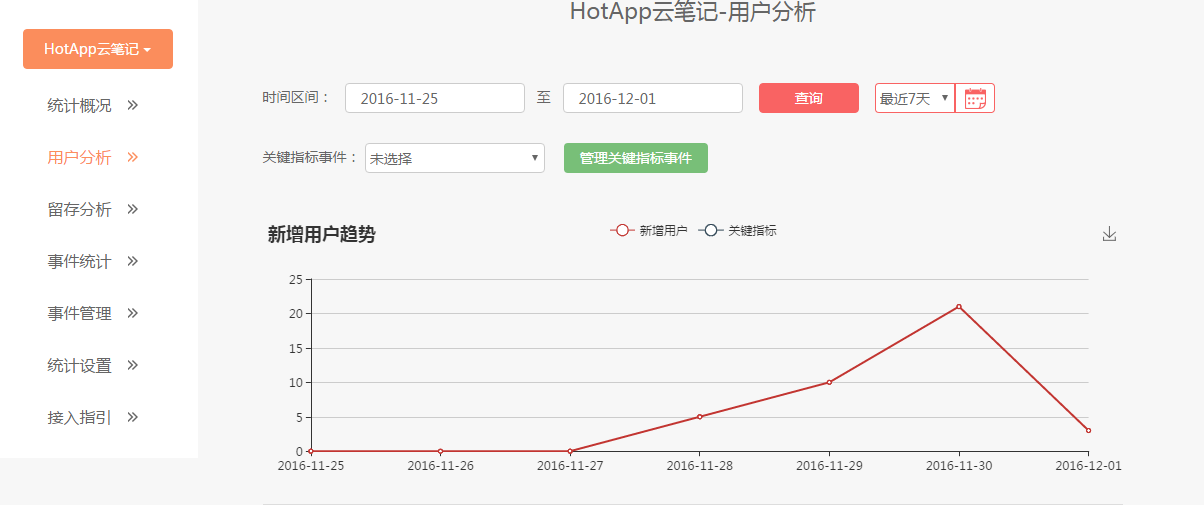 HotApp云笔记-用户分析
HotApp云笔记
统计概况
用户分析
留存分析
事件统计
事件管理
统计设置
接入指引
时间区间： 2016-11-25 至 2016-12-01 查询 最近7天
关键指标事件： 未选择 管理关键指标事件
新增用户趋势 新增用户 关键指标
25
20
15
10
5
0
2016-11-25 2016-11-26 2016-11-27 2016-11-28 2016-11-29 2016-11-30 2016-12-01